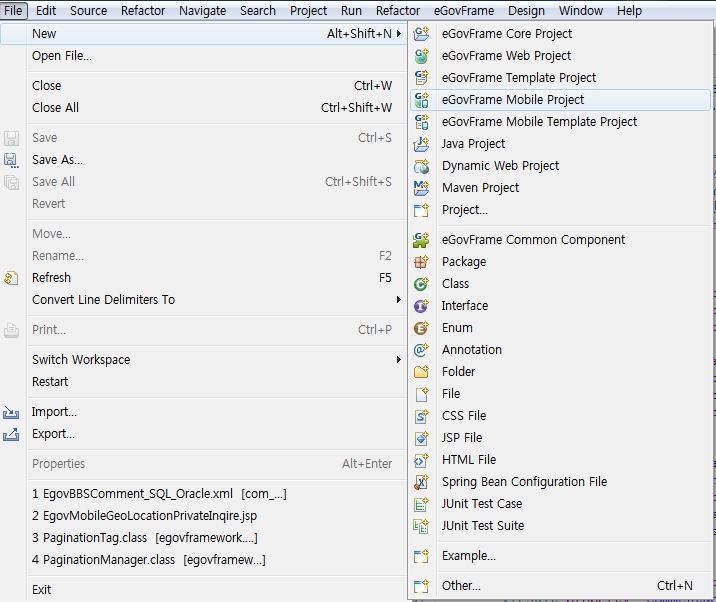 File Edit Source Refactor Navigate Search Project Run Refactor eGovFrame Design Window Help
New Alt+Shift+N
Open File...
Close Ctrl+W
Close All Ctrl+Shift+W
Save Ctrl+S
Save As...
Save All Ctrl+Shift+S
Revert
Move...
Rename... F2
Refresh F5
Convert Line Delimiters To
Print... Ctrl+P
Switch Workspace
Restart
Import...
Export...
Properties Alt+Enter
1 EgovBBSComment_SQL_Oracle.xml [com_...]
2 EgovMobileGeoLocationPrivateInqire.jsp
3 PaginationTag.class [egovframework....]
4 PaginationManager.class [egovframew...]
Exit
eGovFrame Core Project
eGovFrame Web Project
eGovFrame Template Project
eGovFrame Mobile Project
eGovFrame Mobile Template Project
Java Project
Dynamic Web Project
Maven Project
Project...
eGovFrame Common Component
Package
Class
Interface
Enum
Annotation
Folder
File
CSS File
JSP File
HTML File
Spring Bean Configuration File
JUnit Test Case
JUnit Test Suite
Example...
Other... Ctrl+N